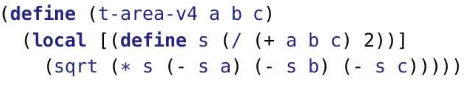 (define (t-area-v4 a b c)
  (local [(define s (/ (+ a b c) 2))]
    (sqrt (* s (- s a) (- s b) (- s c)))))